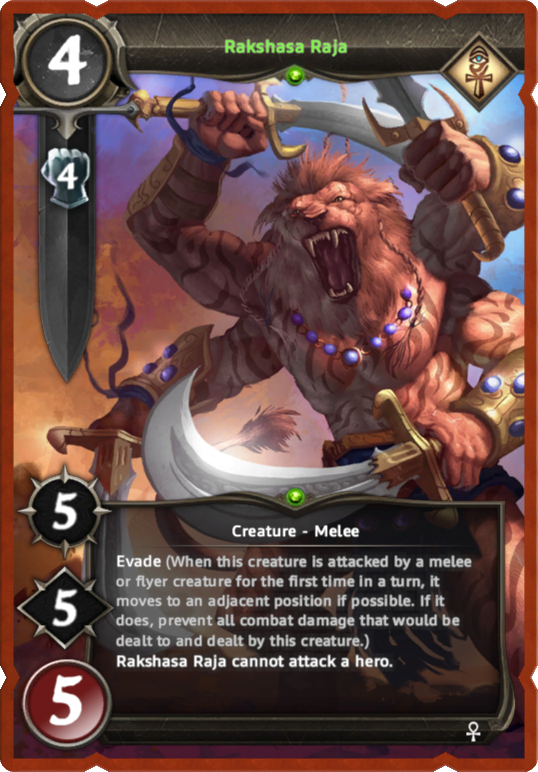 4
Rakshasa Raja
4
5
Creature - Melee
Evade (When this creature is attacked by a melee
or flyer creature for the first time in a turn, it
5
moves to an adjacent position if possible. If it
does, prevent all combat damage that would be
dealt to and dealt by this creature.)
Rakshasa Raja cannot attack a hero.
5